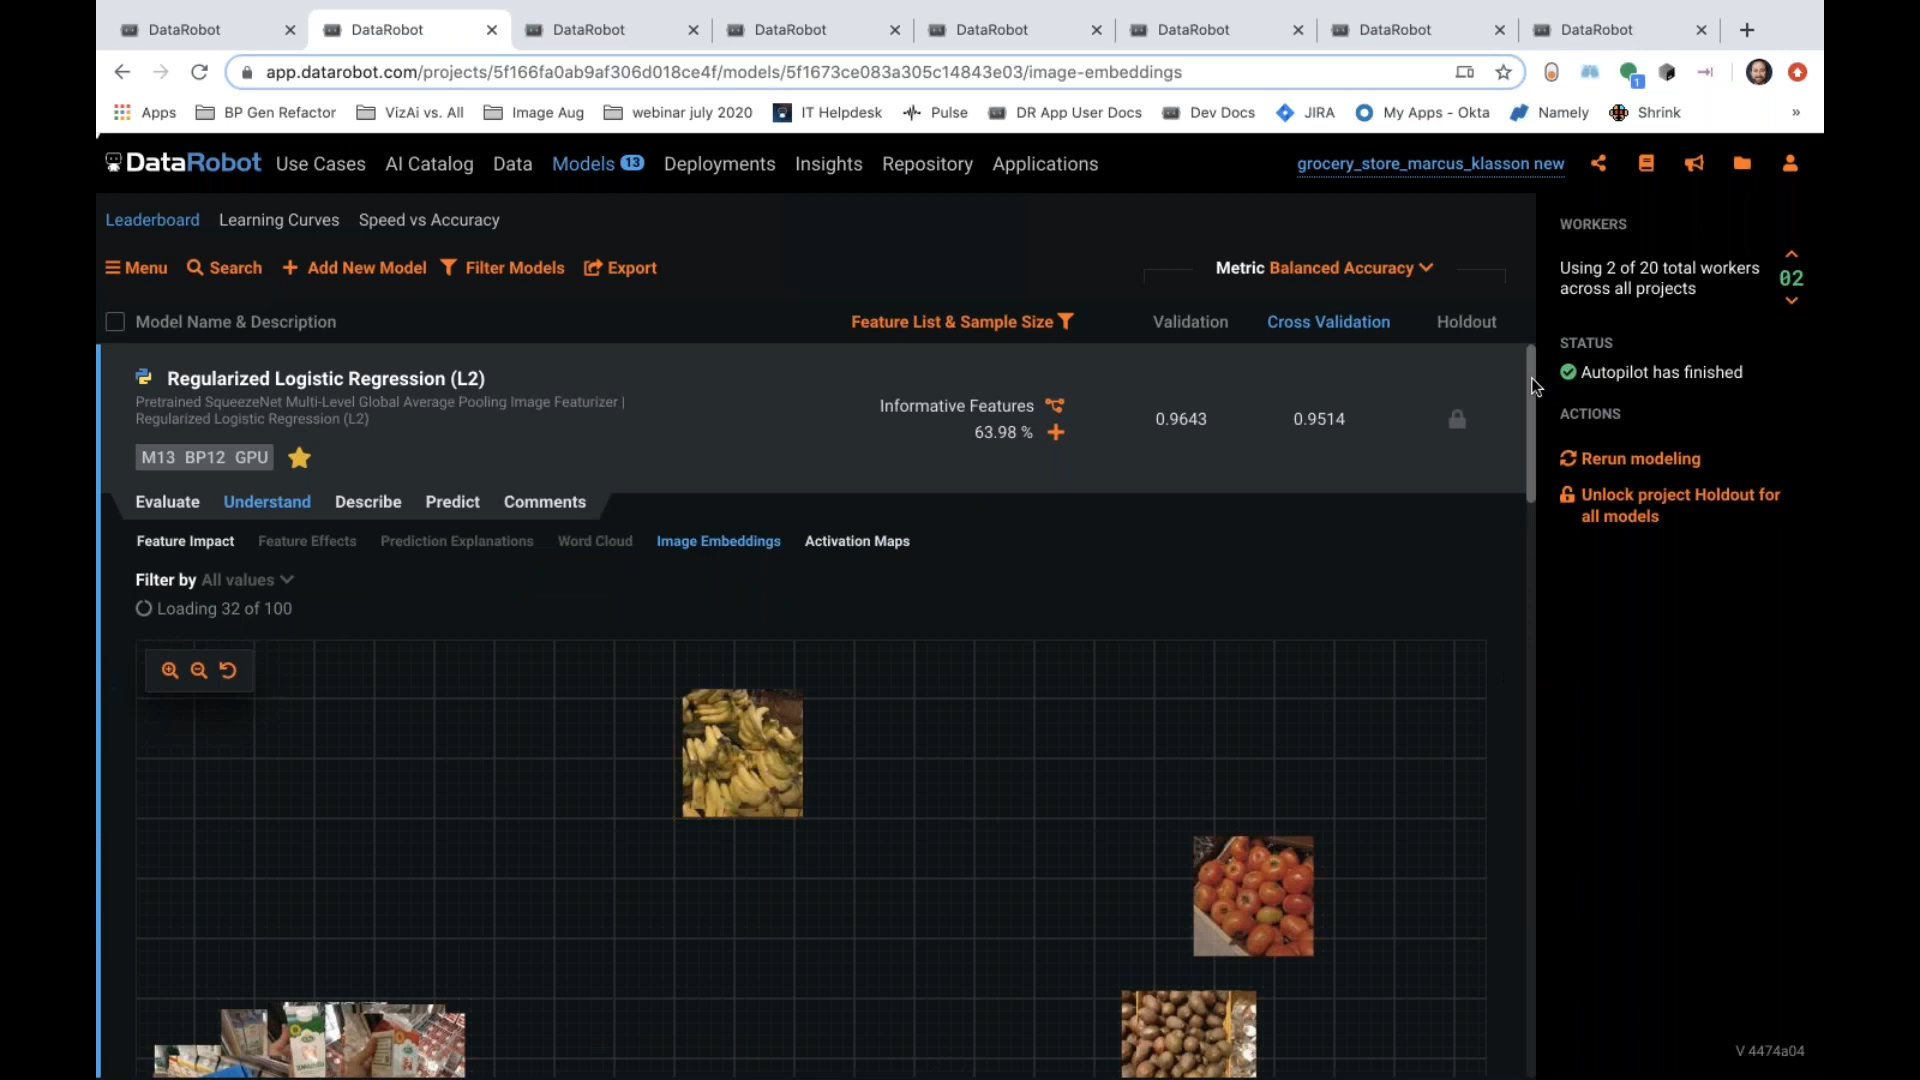 DataRobot DataRobot DataRobot DataRobot DataRobot DataRobot DataRobot DataRobot
app.datarobot.com/projects/5f166fa0ab9af306d018ce4f/models/5f1673ce083a305c14843e03/image-embeddings 1
Apps BP Gen Refactor VizAi vs. All Image Aug webinar july 2020 IT Helpdesk Pulse DR App User Docs Dev Docs JIRA My Apps - Okta Namely Shrink »
DataRobot Use Cases AI Catalog Data Models 13 Deployments Insights Repository Applications grocery_store_marcus_klasson new
Leaderboard Learning Curves Speed vs Accuracy
Menu Search Add New Model Filter Models Export Metric Balanced Accuracy
Model Name & Description Feature List & Sample Size Validation Cross Validation Holdout
Regularized Logistic Regression (L2)
Pretrained SqueezeNet Multi-Level Global Average Pooling Image Featurizer |
Regularized Logistic Regression (L2)
Informative Features
63.98 %
0.9643 0.9514
M13 BP12 GPU
Evaluate Understand Describe Predict Comments
Feature Impact Feature Effects Prediction Explanations Word Cloud Image Embeddings Activation Maps
Filter by All values
Loading 32 of 100
WORKERS
Using 2 of 20 total workers
across all projects
02
STATUS
Autopilot has finished
ACTIONS
Rerun modeling
Unlock project Holdout for
all models
V 4474a04